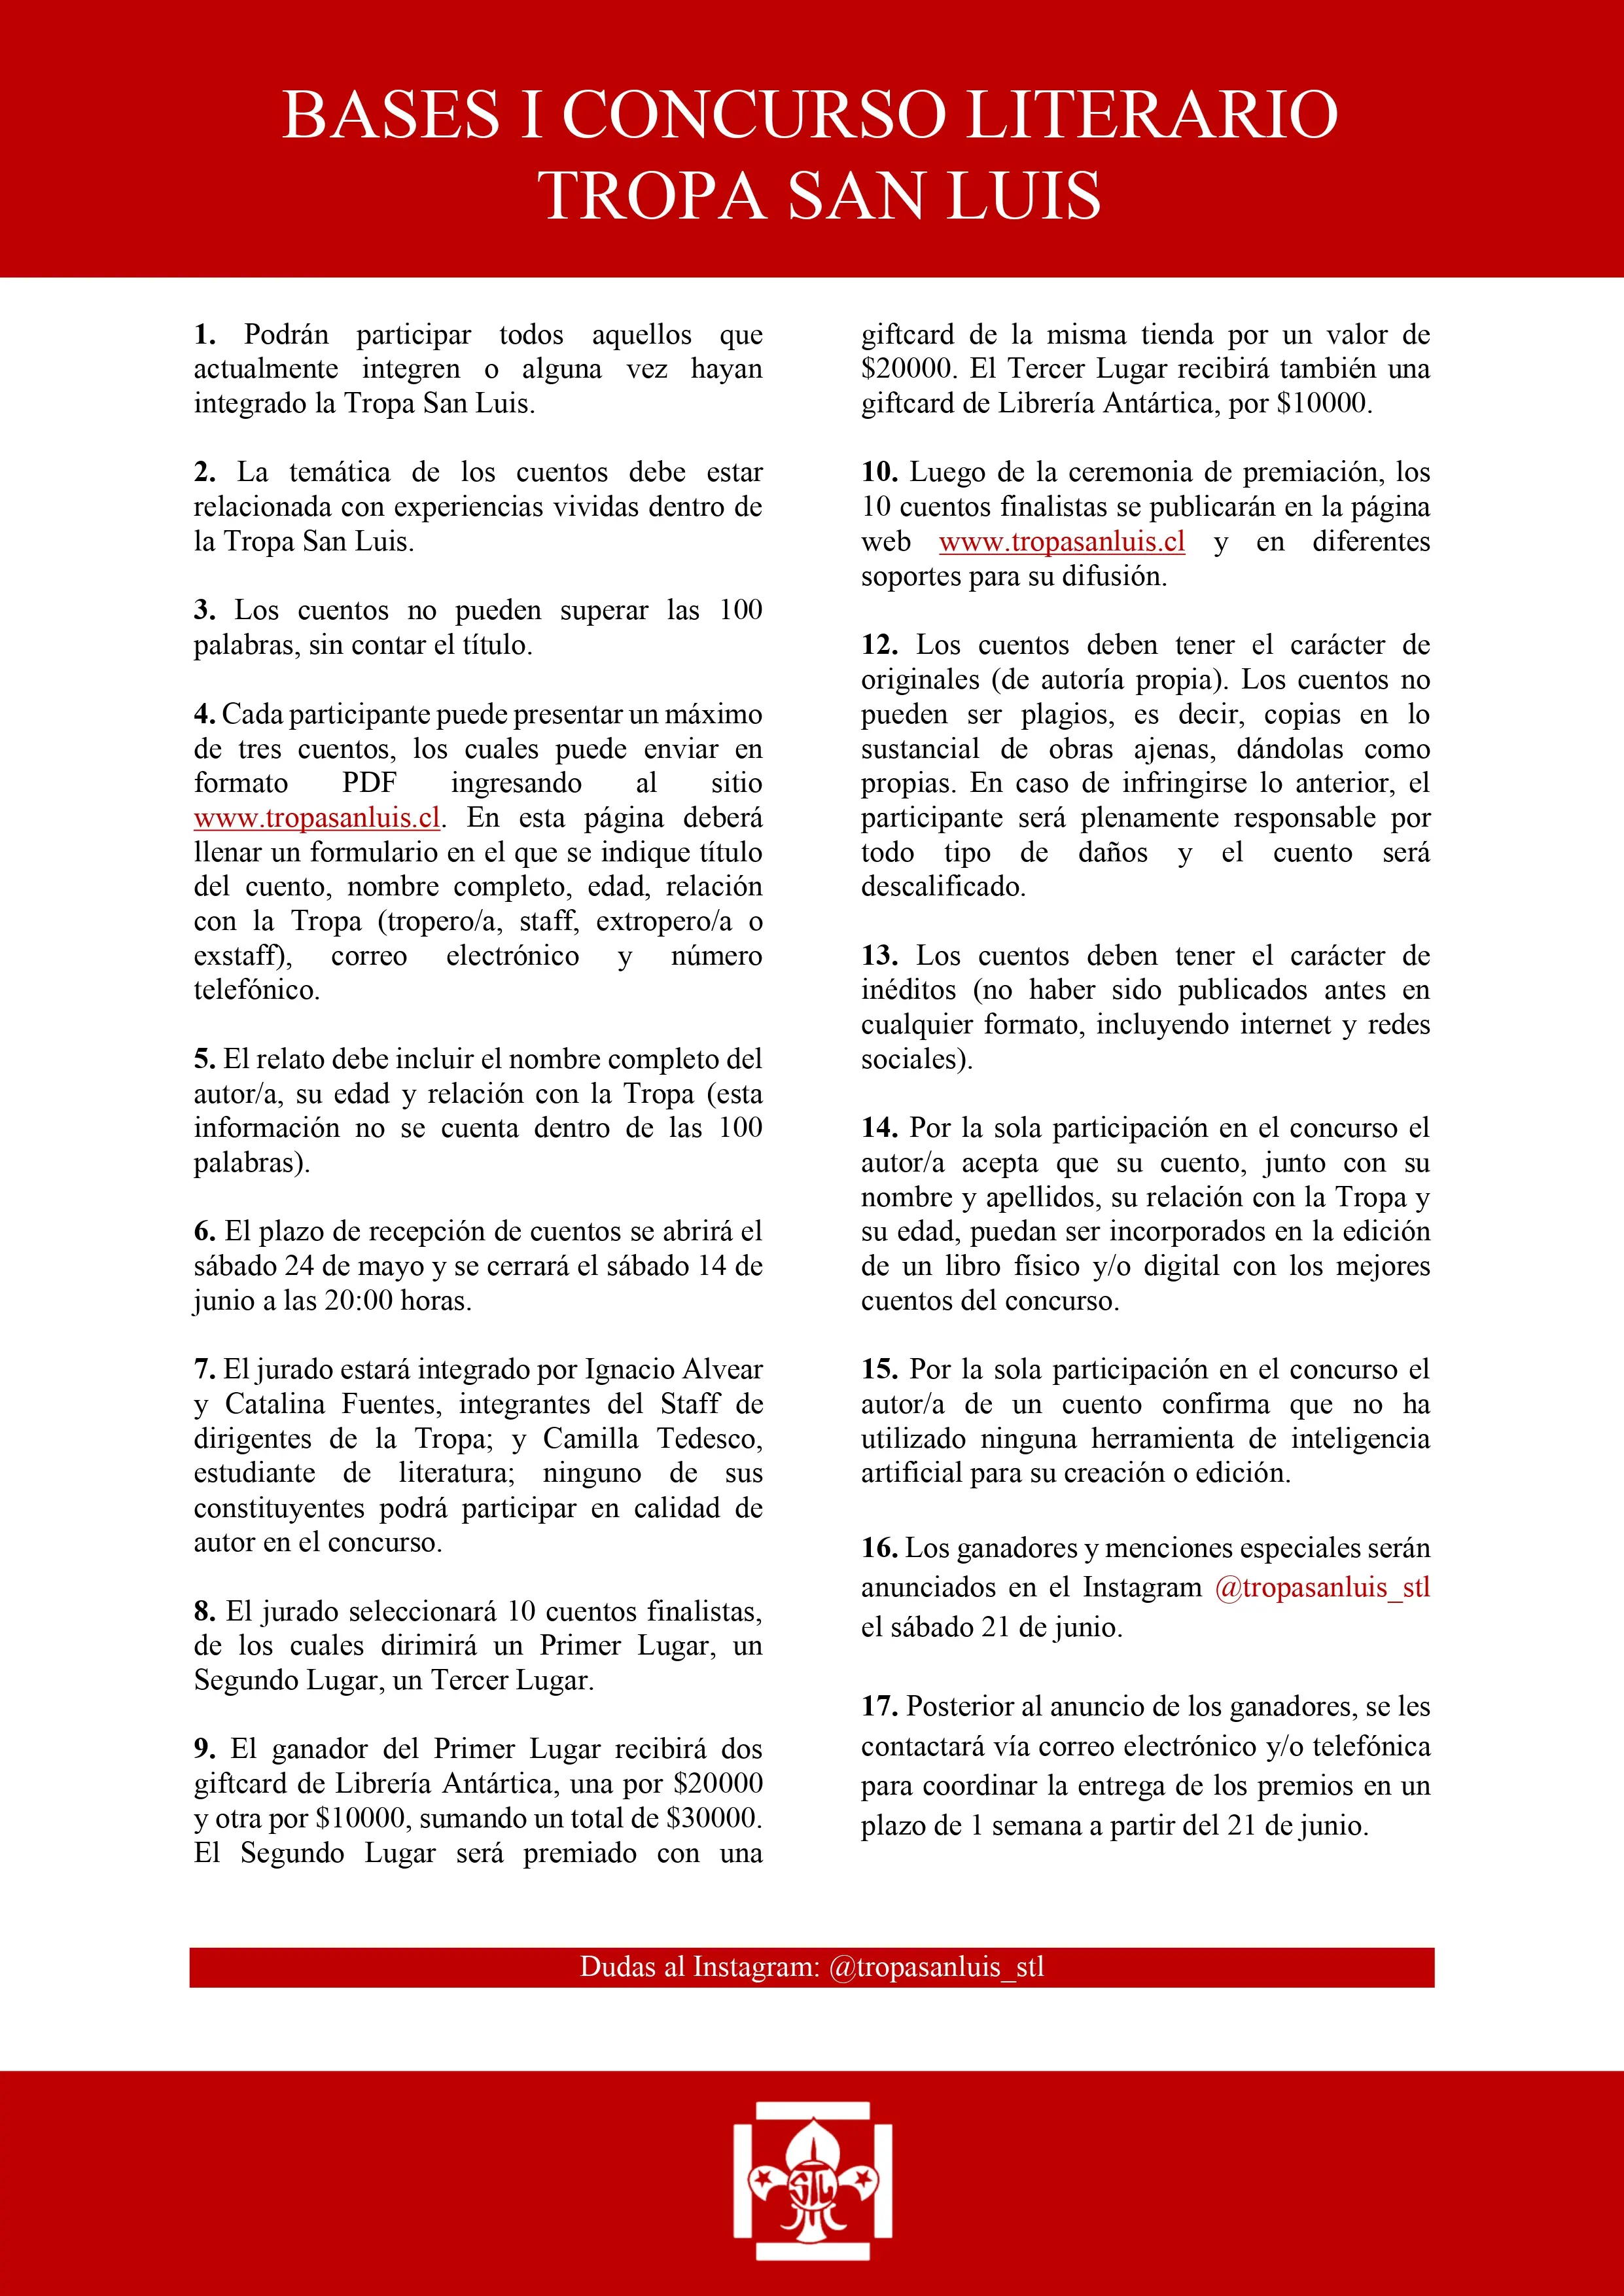 BASES I CONCURSO LITERARIO
TROPA SAN LUIS
1. Podrán participar todos aquellos que
actualmente integren o alguna vez hayan
integrado la Tropa San Luis.
2. La temática de los cuentos debe estar
relacionada con experiencias vividas dentro de
la Tropa San Luis.
3. Los cuentos no pueden superar las 100
palabras, sin contar el título.
4. Cada participante puede presentar un máximo
de tres cuentos, los cuales puede enviar en
formato PDF ingresando al sitio
www.tropasanluis.cl. En esta página deberá
llenar un formulario en el que se indique título
del cuento, nombre completo, edad, relación
con la Tropa (tropero/a, staff, extropero/a o
exstaff), correo electrónico y número
telefónico.
5. El relato debe incluir el nombre completo del
autor/a, su edad y relación con la Tropa (esta
información no se cuenta dentro de las 100
palabras).
6. El plazo de recepción de cuentos se abrirá el
sábado 24 de mayo y se cerrará el sábado 14 de
junio a las 20:00 horas.
7. El jurado estará integrado por Ignacio Alvear
y Catalina Fuentes, integrantes del Staff de
dirigentes de la Tropa; y Camilla Tedesco,
estudiante de literatura; ninguno de sus
constituyentes podrá participar en calidad de
autor en el concurso.
8. El jurado seleccionará 10 cuentos finalistas,
de los cuales dirimirá un Primer Lugar, un
Segundo Lugar, un Tercer Lugar.
9. El ganador del Primer Lugar recibirá dos
giftcard de Librería Antártica, una por $20000
y otra por $10000, sumando un total de $30000.
El Segundo Lugar será premiado con una
giftcard de la misma tienda por un valor de
$20000. El Tercer Lugar recibirá también una
giftcard de Librería Antártica, por $10000.
10. Luego de la ceremonia de premiación, los
10 cuentos finalistas se publicarán en la página
web www.tropasanluis.cl y en diferentes
soportes para su difusión.
12. Los cuentos deben tener el carácter de
originales (de autoría propia). Los cuentos no
pueden ser plagios, es decir, copias en lo
sustancial de obras ajenas, dándolas como
propias. En caso de infringirse lo anterior, el
participante será plenamente responsable por
todo tipo de daños y el cuento será
descalificado.
13. Los cuentos deben tener el carácter de
inéditos (no haber sido publicados antes en
cualquier formato, incluyendo internet y redes
sociales).
14. Por la sola participación en el concurso el
autor/a acepta que su cuento, junto con su
nombre y apellidos, su relación con la Tropa y
su edad, puedan ser incorporados en la edición
de un libro físico y/o digital con los mejores
cuentos del concurso.
15. Por la sola participación en el concurso el
autor/a de un cuento confirma que no ha
utilizado ninguna herramienta de inteligencia
artificial para su creación o edición.
16. Los ganadores y menciones especiales serán
anunciados en el Instagram @tropasanluis_stl
el sábado 21 de junio.
17. Posterior al anuncio de los ganadores, se les
contactará vía correo electrónico y/o telefónica
para coordinar la entrega de los premios en un
plazo de 1 semana a partir del 21 de junio.
Dudas al Instagram: @tropasanluis_stl
STL